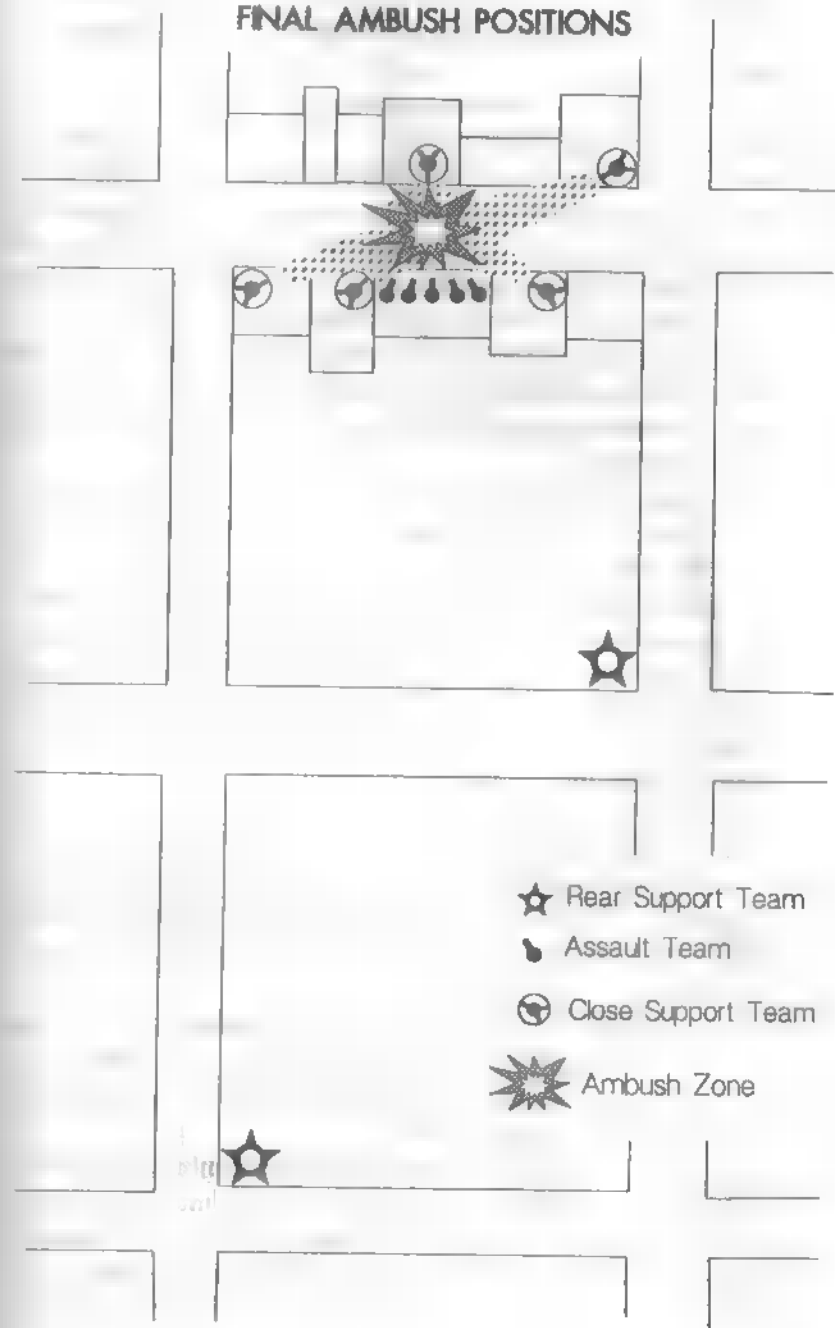 FINAL AMBUSH POSITIONS
Rear Support Team
Assault Team
Close Support Team
Ambush Zone